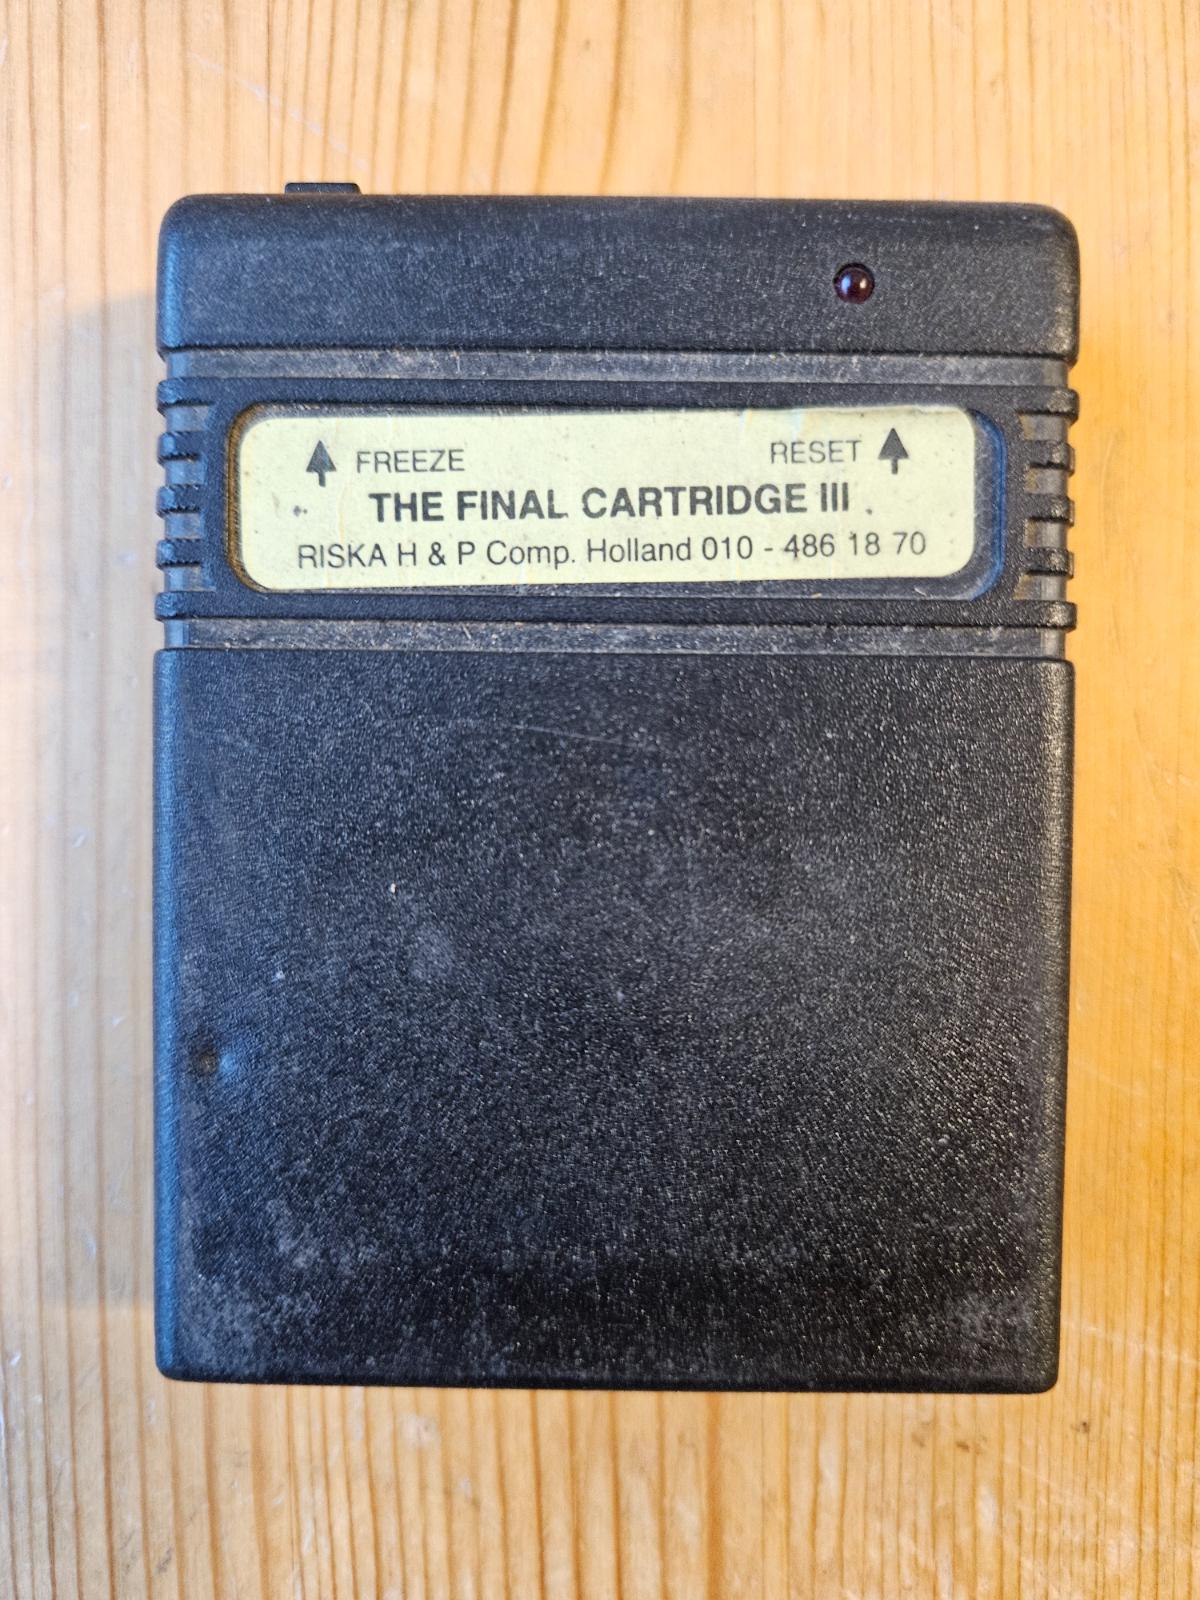 FREEZE RESET
THE FINAL CARTRIDGE III
RISKA H & P Comp. Holland 010 - 486 18 70